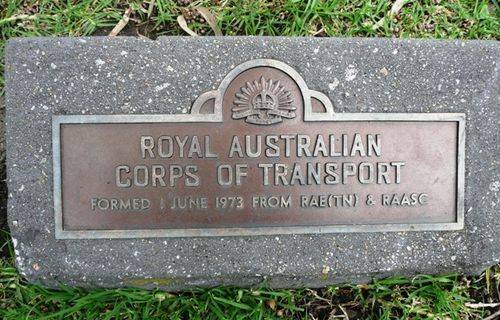 ROYAL AUSTRALIAN
CORPS OF TRANSPORT
FORMED 1 JUNE 1973 FROM RAE(TN) & RAASC